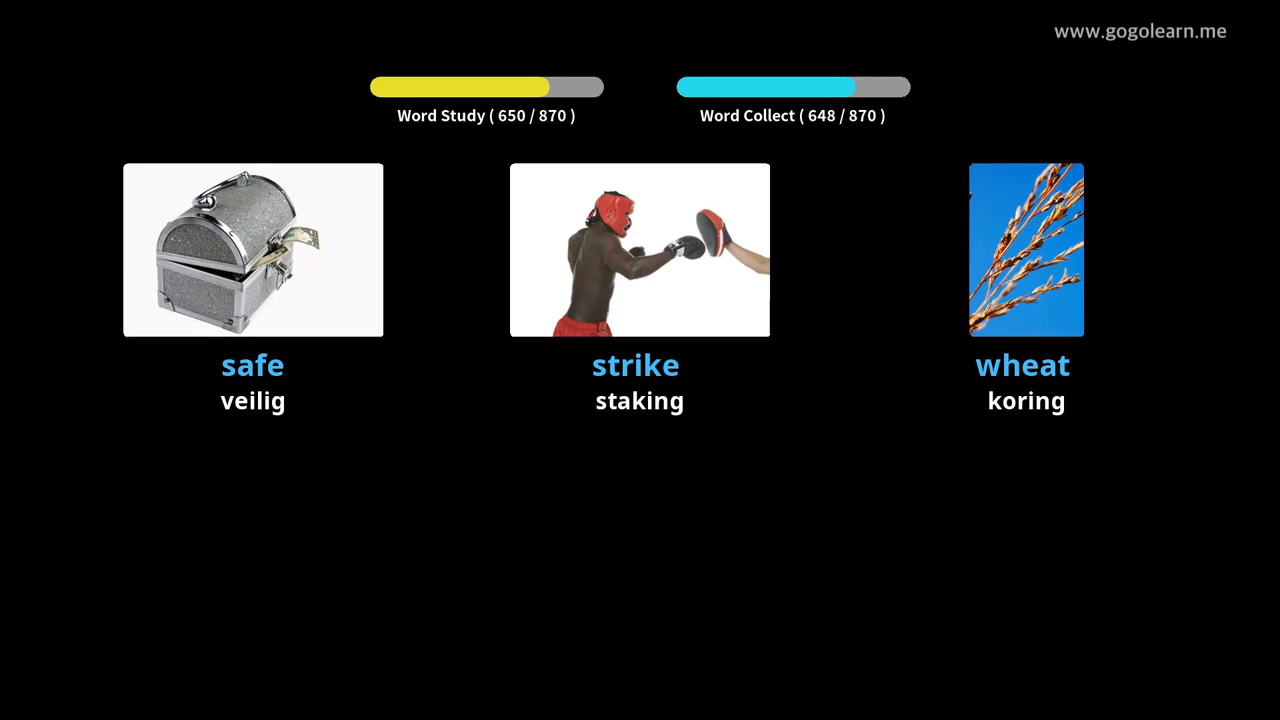 www.gogolearn.me
Word Study ( 650 / 870 )
Word Collect ( 648 / 870 )
safe
veilig
strike
staking
wheat
koring